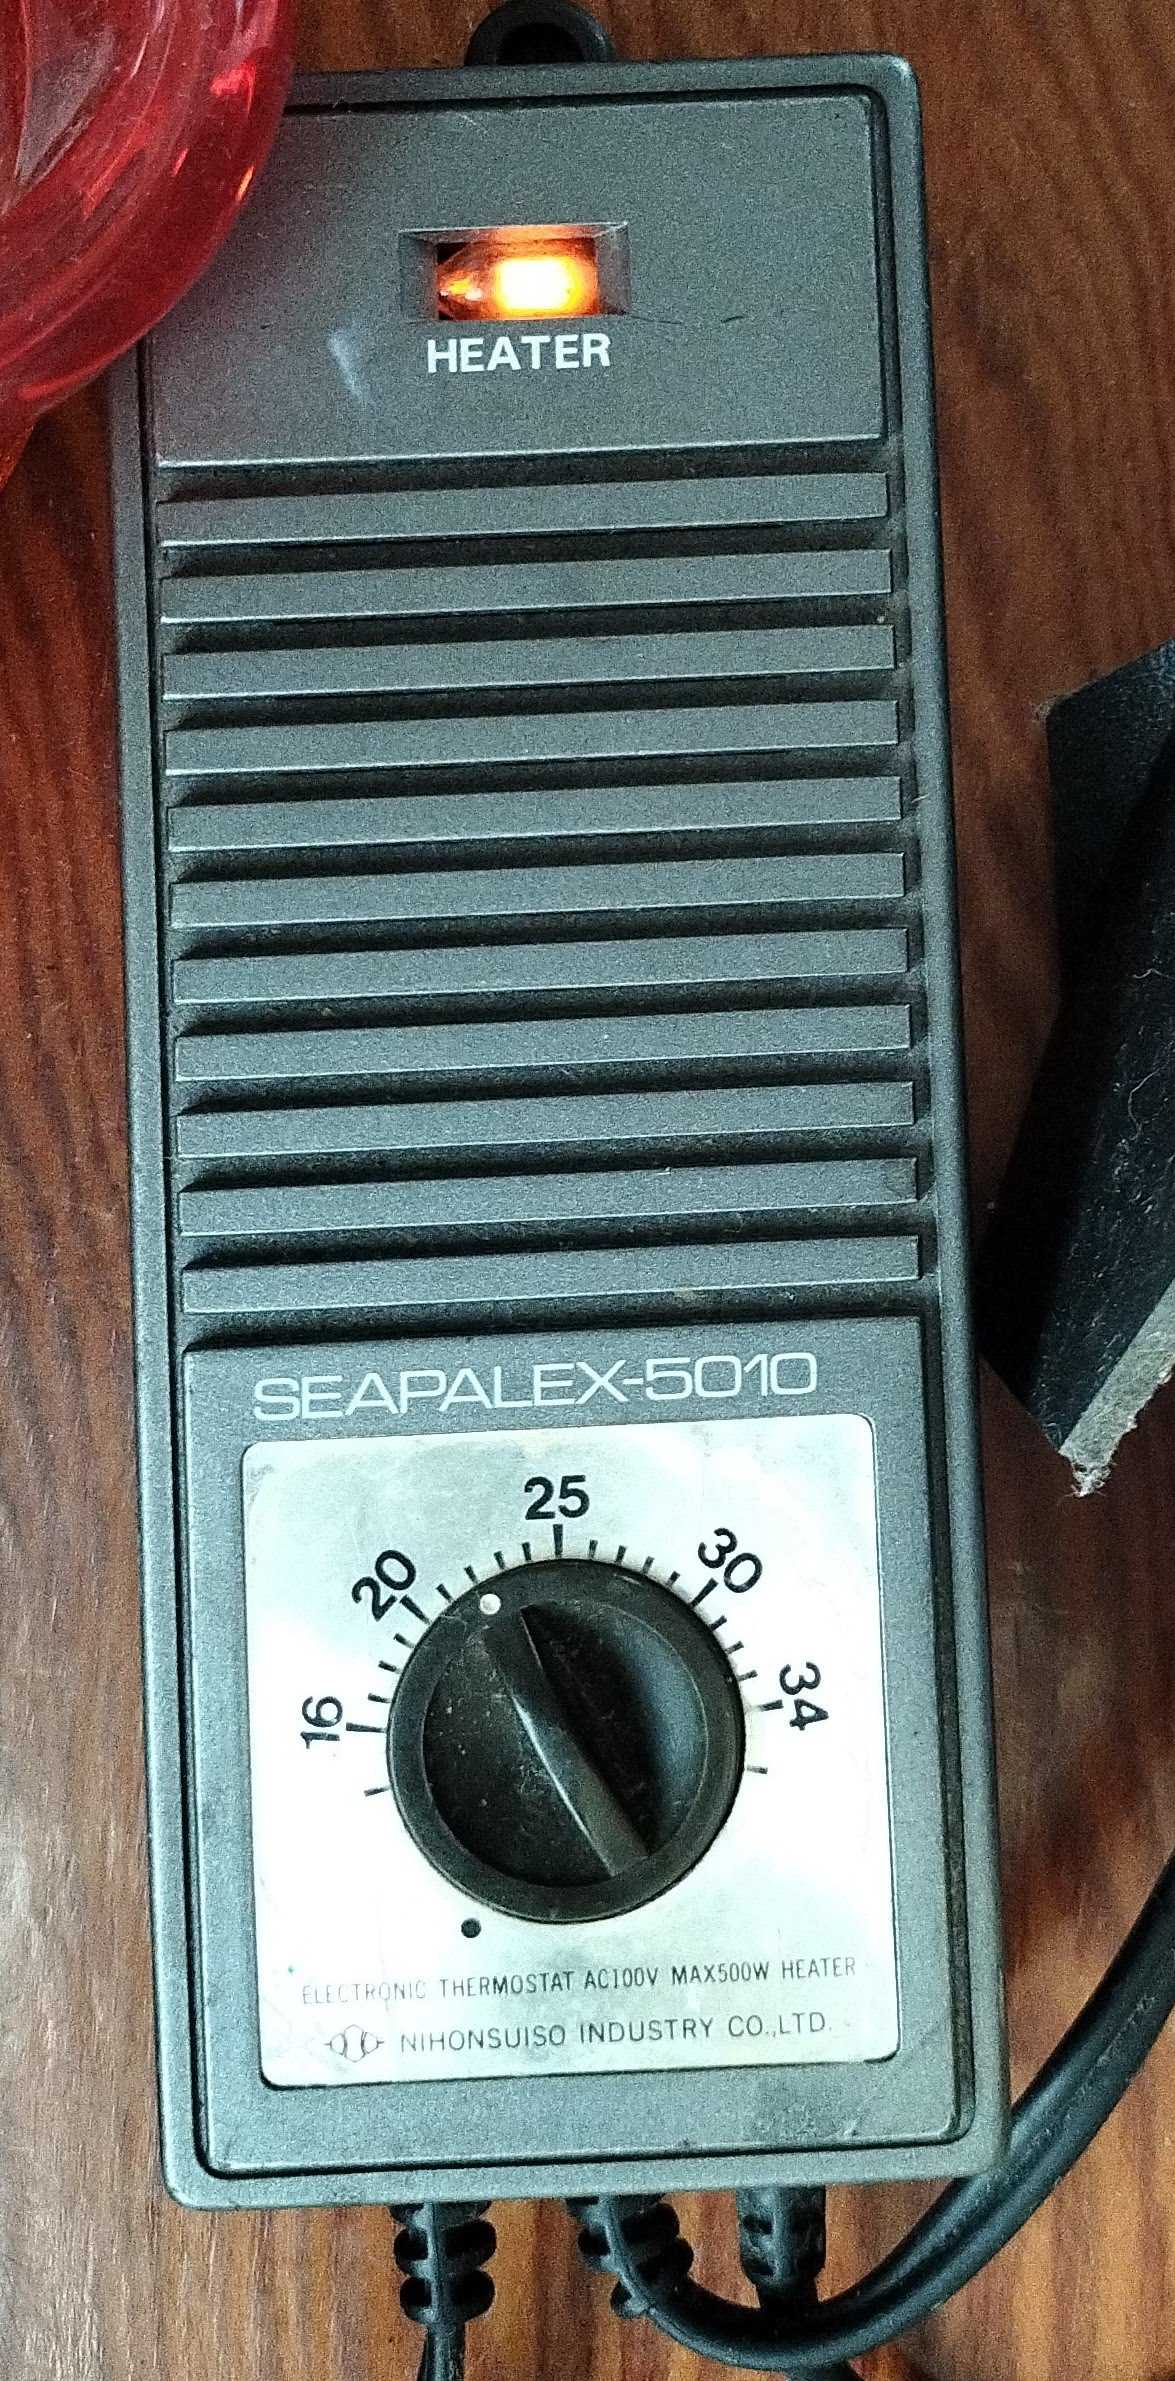 HEATER
SEAPALEX-5010
16
20
25
30
34
ELECTRONIC THERMOSTAT AC100V MAX500W HEATER
NIHONSUISO INDUSTRY CO.,LTD.